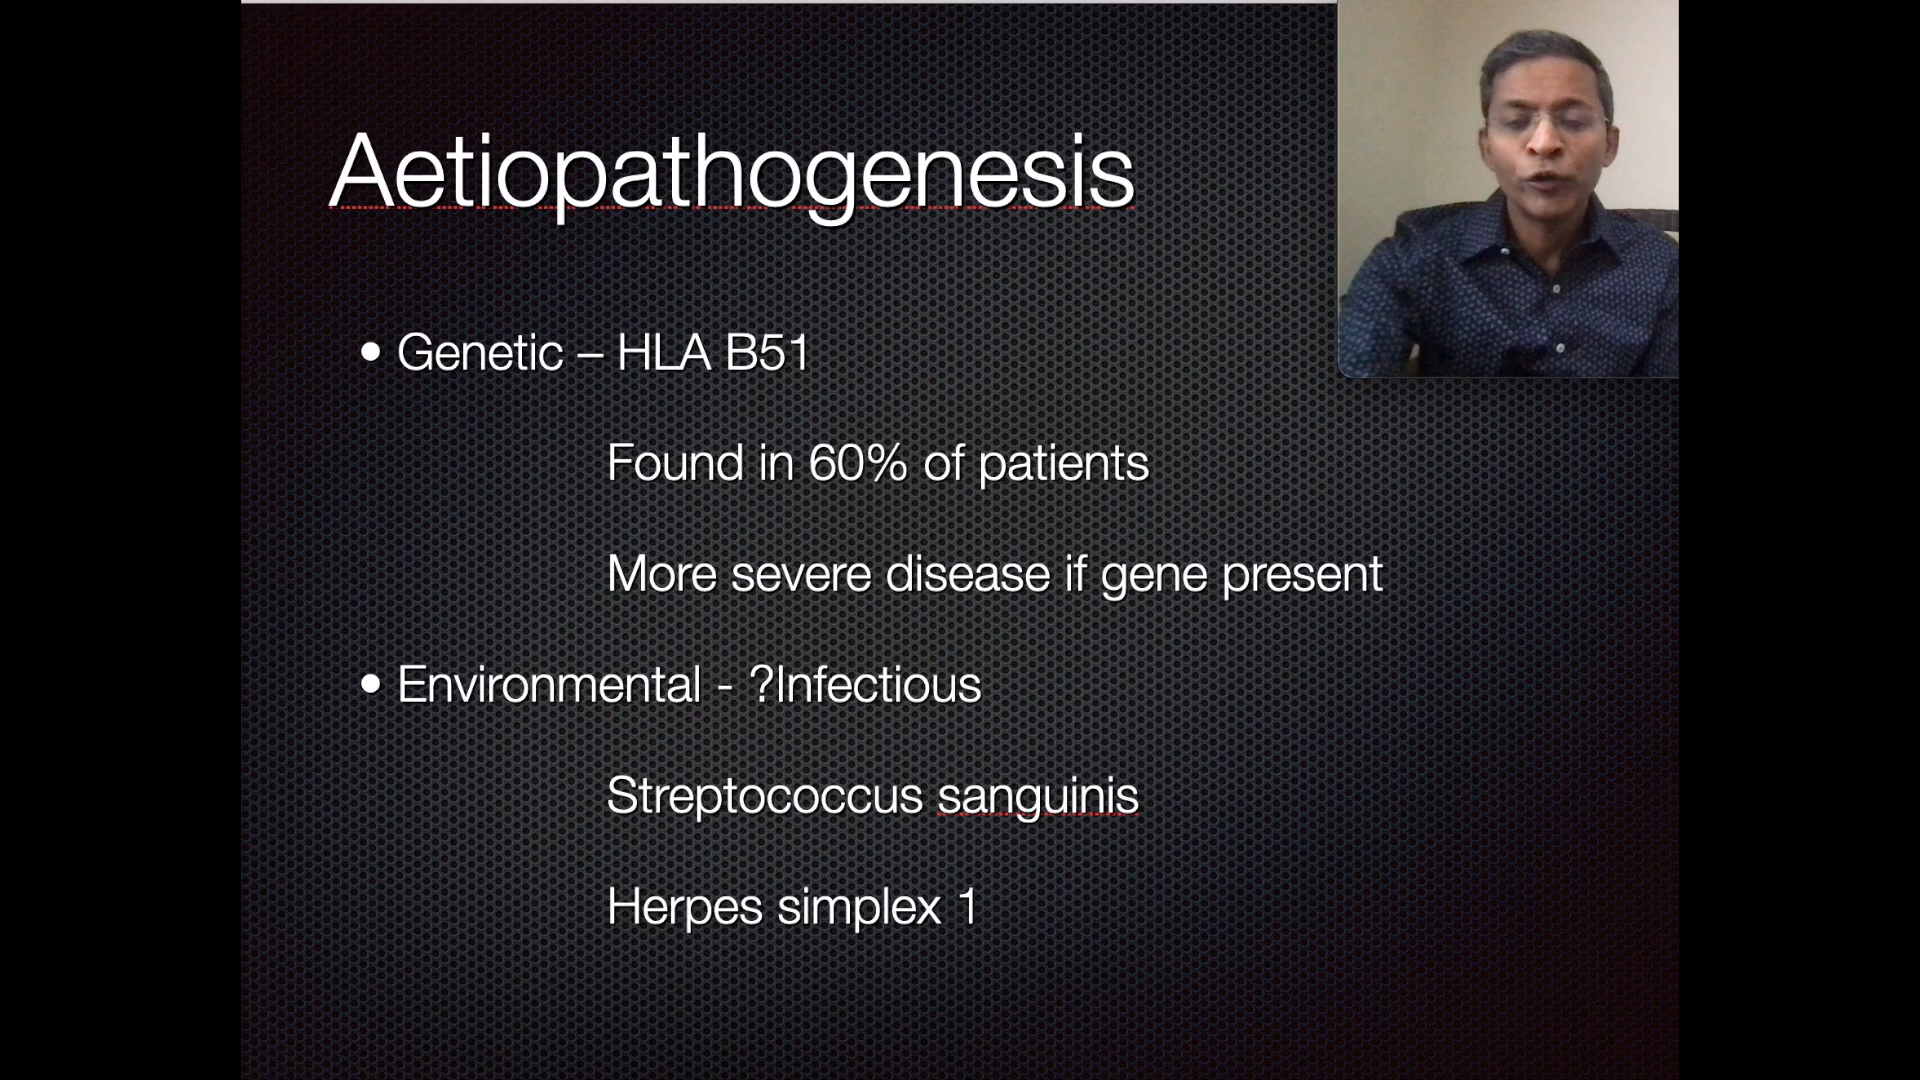 Aetiopathogenesis
• Genetic – HLA B51
Found in 60% of patients
More severe disease if gene present
• Environmental - ?Infectious
Streptococcus sanguinis
Herpes simplex 1